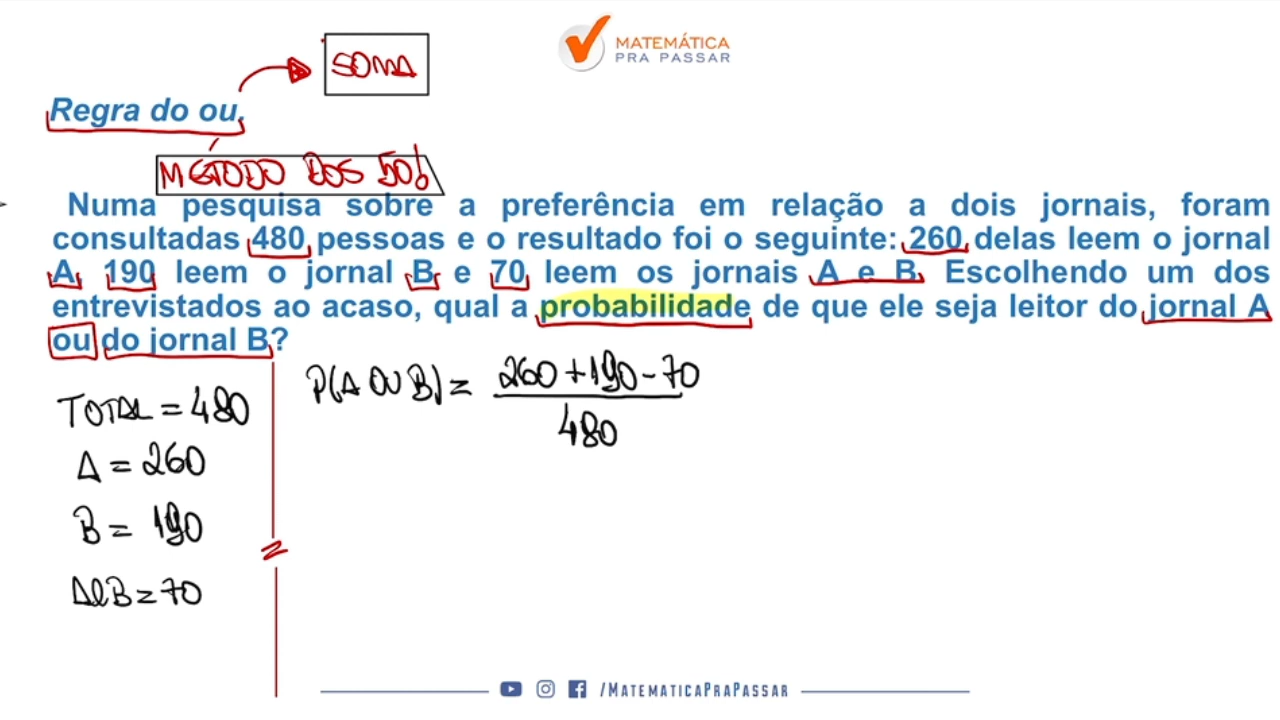 SOMA
MATEMÁTICA
PRA PASSAR
Regra do ou.
MÉTODO DOS 50!
Numa pesquisa sobre a preferência em relação a dois jornais, foram
consultadas 480 pessoas e o resultado foi o seguinte: 260 delas leem o jornal
A, 190 leem o jornal B e 70 leem os jornais A e B. Escolhendo um dos
entrevistados ao acaso, qual a probabilidade de que ele seja leitor do jornal A
ou do jornal B?
P(A OU B) = 260+190-70
480
TOTAL = 480
A = 260
B = 190
AeB = 70
/MATEMATICAPRAPASSAR